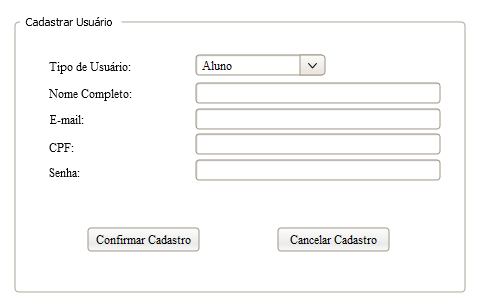 Cadastrar Usuário
Tipo de Usuário: Aluno
Nome Completo:
E-mail:
CPF:
Senha:
Confirmar Cadastro Cancelar Cadastro